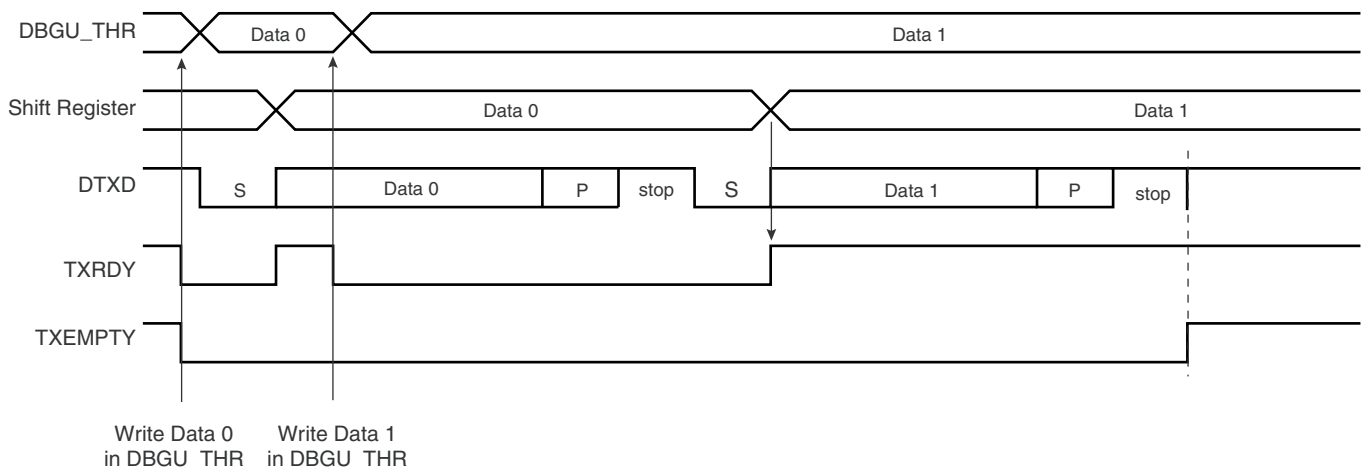 DBGU_THR
Data 0
Data 1
Shift Register
Data 0
Data 1
DTXD
S
Data 0
P
stop
S
Data 1
P
stop
TXRDY
TXEMPTY
Write Data 0
in DBGU_THR
Write Data 1
in DBGU_THR